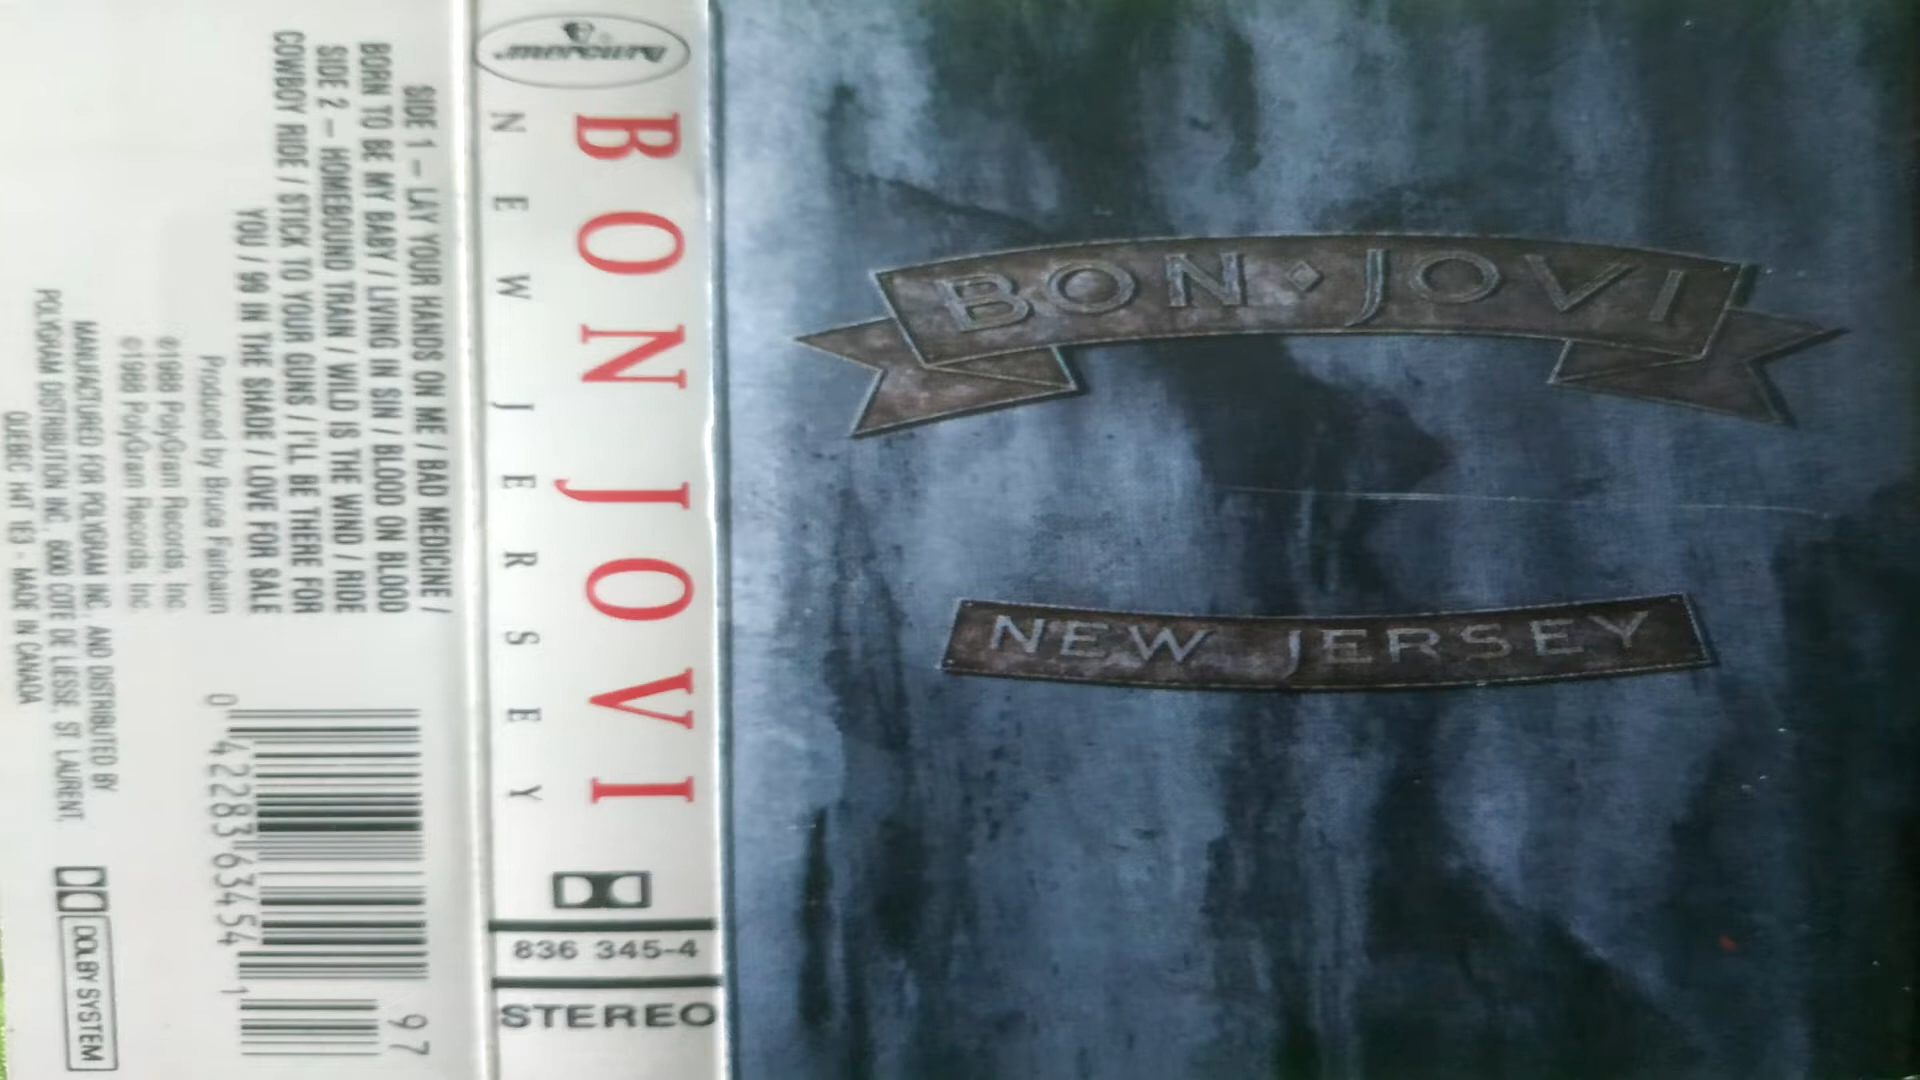 SIDE 1 – LAY YOUR HANDS ON ME / BAD MEDICINE /
BORN TO BE MY BABY / LIVING IN SIN / BLOOD ON BLOOD
SIDE 2 – HOMEBOUND TRAIN / WILD IS THE WIND / RIDE
COWBOY RIDE / STICK TO YOUR GUNS / I'LL BE THERE FOR
YOU / 99 IN THE SHADE / LOVE FOR SALE
Produced by Bruce Fairbairn
℗1988 PolyGram Records, Inc
©1988 PolyGram Records, Inc
MANUFACTURED FOR POLYGRAM INC. AND DISTRIBUTED BY
POLYGRAM DISTRIBUTION INC. 6000 COTE DE LIESSE, ST. LAURENT,
QUEBEC H4T 1E3 - MADE IN CANADA
0 42283 63454 1
97
DOLBY SYSTEM
mercury
BON JOVI
NEW JERSEY
836 345-4
STEREO
BON JOVI
NEW JERSEY